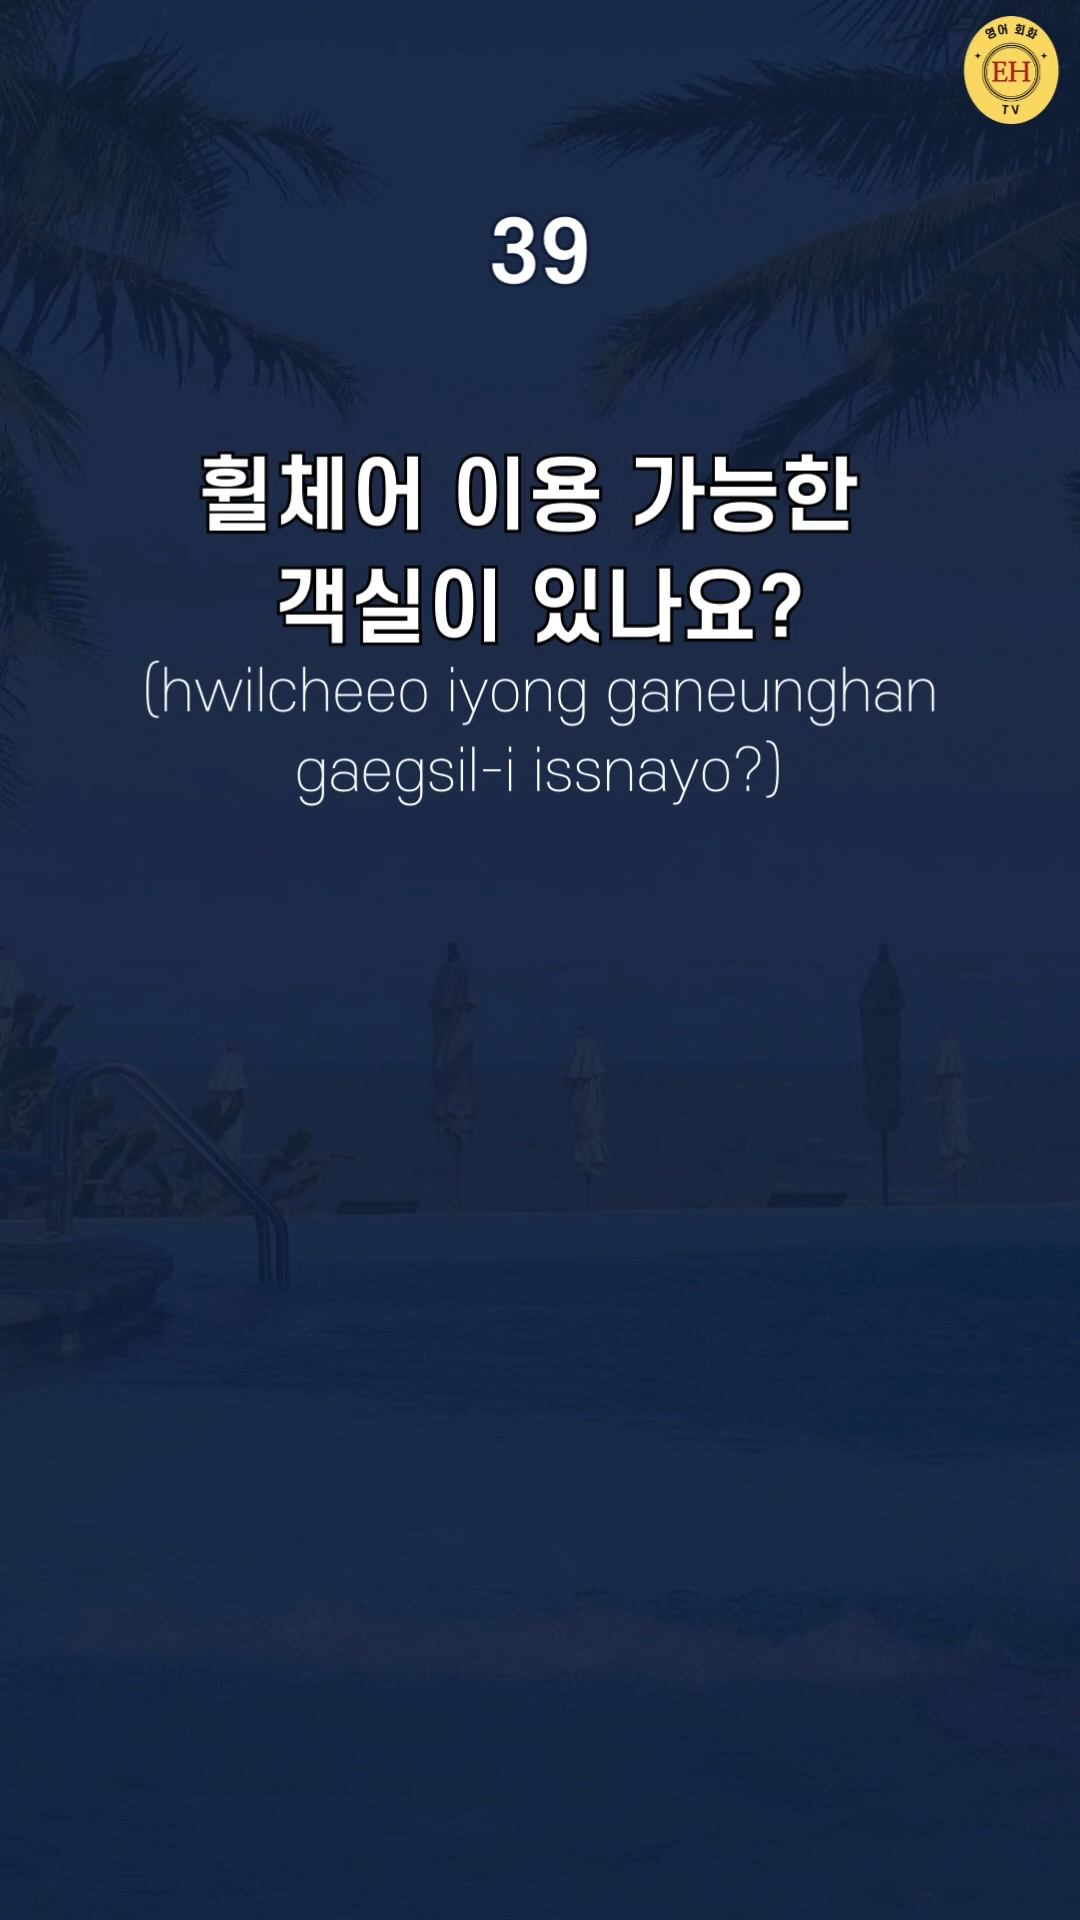 영어 회화
EH
TV
39
휠체어 이용 가능한
객실이 있나요?
(hwilcheeo iyong ganeunghan
gaegsil-i issnayo?)